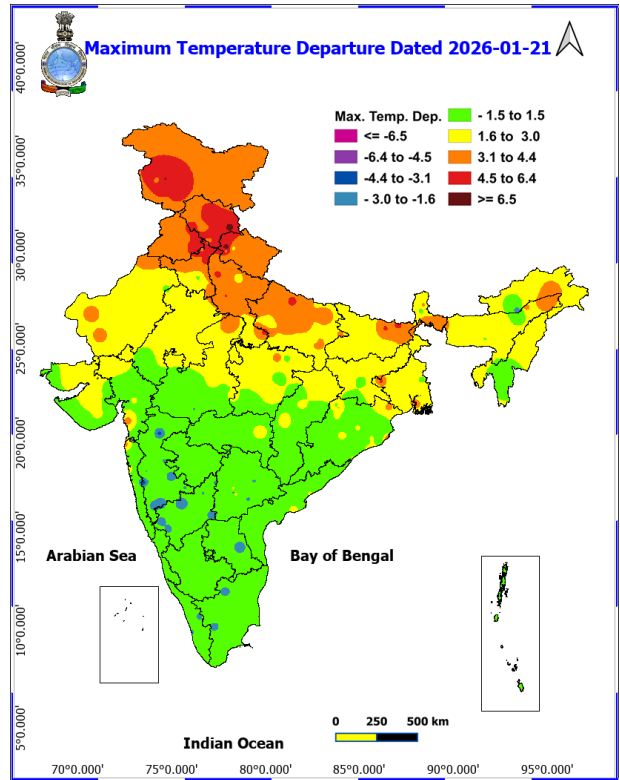 Maximum Temperature Departure Dated 2026-01-21
Max. Temp. Dep.
<= -6.5
-6.4 to -4.5
-4.4 to -3.1
- 3.0 to -1.6
- 1.5 to 1.5
1.6 to 3.0
3.1 to 4.4
4.5 to 6.4
>= 6.5
40°0.000'
35°0.000'
30°0.000'
25°0.000'
20°0.000'
15°0.000'
10°0.000'
5°0.000'
Arabian Sea
Bay of Bengal
Indian Ocean
0 250 500 km
70°0.000' 75°0.000' 80°0.000' 85°0.000' 90°0.000' 95°0.000'